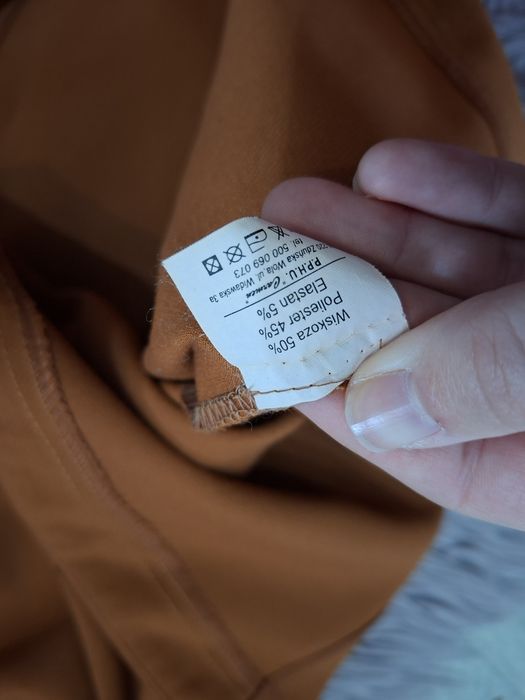 Wiskoza 50%
Poliester 45%
Elastan 5%
P.P.H.U. "Carmen"
Zduńska Wola ul. Widawska 3a
tel. 500 069 073